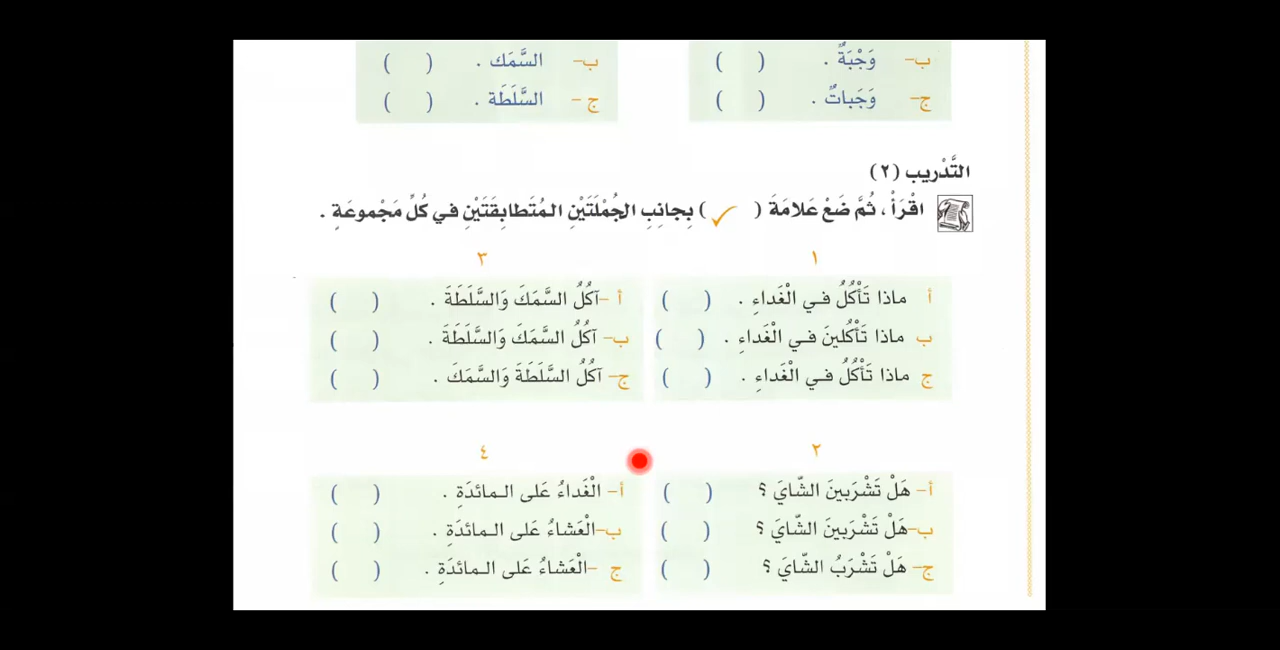 ب- وَجْبَةٌ . ( )
ج- وَجَباتٌ . ( )
ب- السَّمَك . ( )
ج- السَّلَطَة . ( )
التَّدْريب (٢)
اقْرَأْ ، ثُمَّ ضَعْ عَلامَةَ ( ✓ ) بِجانِبِ الجُمْلَتَيْنِ المُتَطابِقَتَيْنِ في كُلِّ مَجْموعَةٍ .
١
أ ماذا تَأْكُلُ في الْغَداءِ . ( )
ب ماذا تَأْكُلينَ في الْغَداءِ . ( )
ج ماذا تَأْكُلُ في الْغَداءِ . ( )
٣
أ- آكُلُ السَّمَكَ وَالسَّلَطَةَ . ( )
ب- آكُلُ السَّمَكَ وَالسَّلَطَةَ . ( )
ج- آكُلُ السَّلَطَةَ وَالسَّمَكَ . ( )
٢
أ- هَلْ تَشْرَبينَ الشّايَ ؟ ( )
ب- هَلْ تَشْرَبينَ الشّايَ ؟ ( )
ج- هَلْ تَشْرَبُ الشّايَ ؟ ( )
٤
أ- الْغَداءُ عَلى المائدَةِ . ( )
ب- الْعَشاءُ عَلى المائدَةِ . ( )
ج - الْعَشاءُ عَلى المائدَةِ . ( )